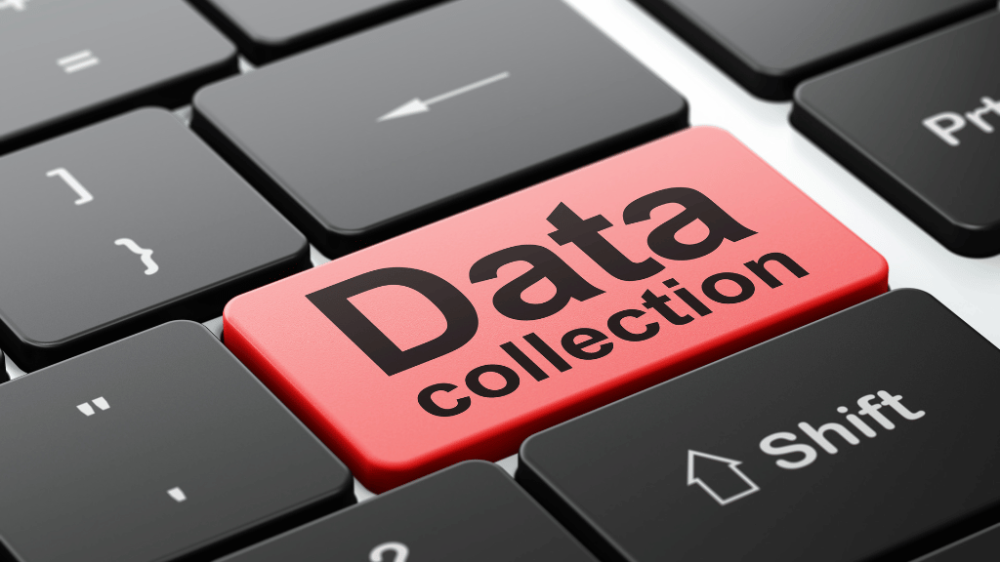 +
=
←
]
}
Data
collection
Prt
"
'
⇧ Shift
?